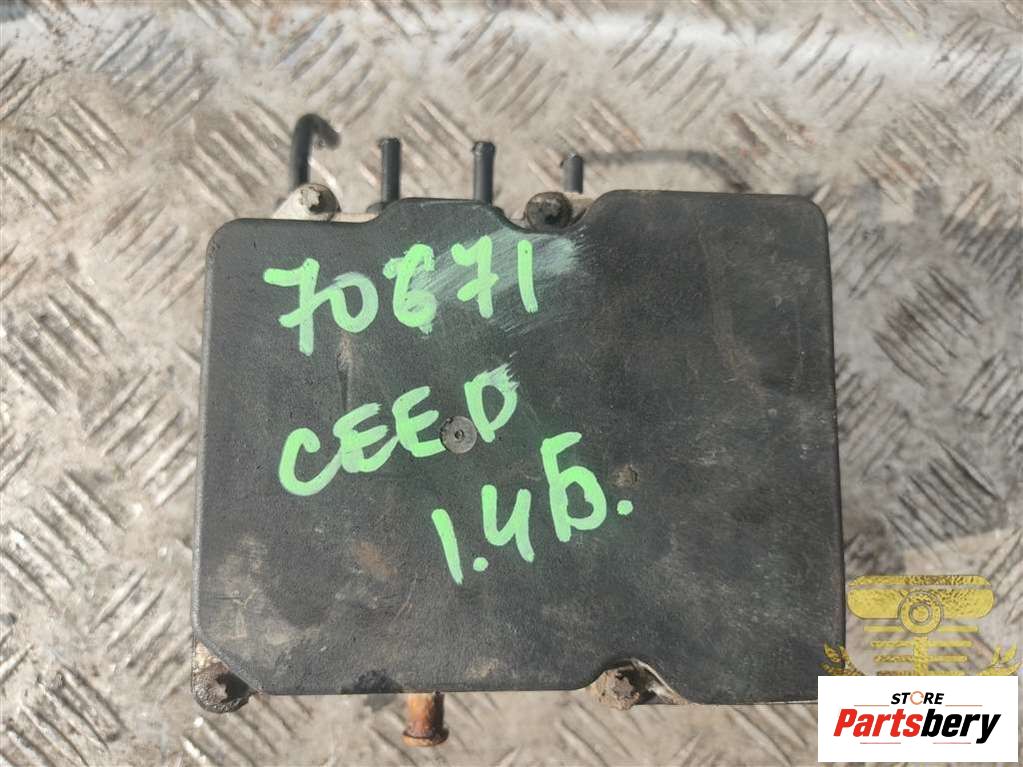 70671
CEED
1.4Б.
STORE
Partsbery